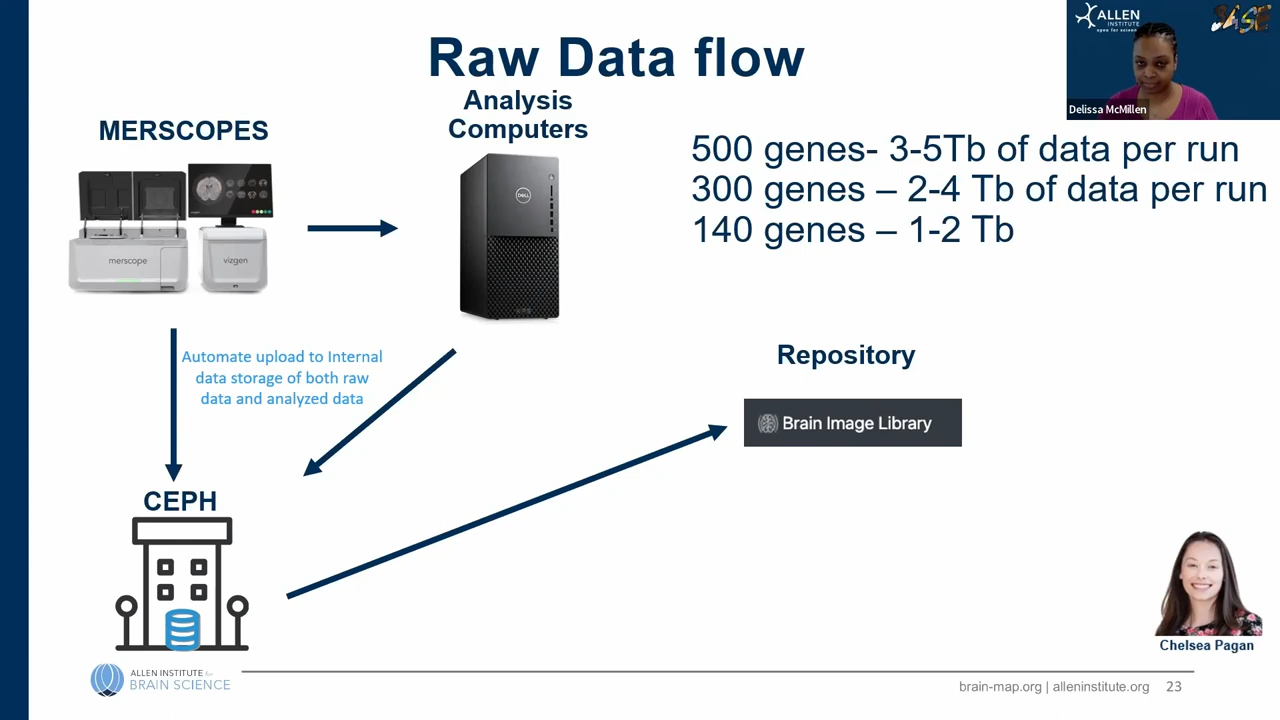 Raw Data flow
ALLEN
INSTITUTE
Delissa McMillen
MERSCOPES
Analysis
Computers
500 genes- 3-5Tb of data per run
300 genes – 2-4 Tb of data per run
140 genes – 1-2 Tb
DELL
merscope
vizgen
Automate upload to Internal
data storage of both raw
data and analyzed data
Repository
Brain Image Library
CEPH
Chelsea Pagan
ALLEN INSTITUTE for
BRAIN SCIENCE
brain-map.org | alleninstitute.org 23